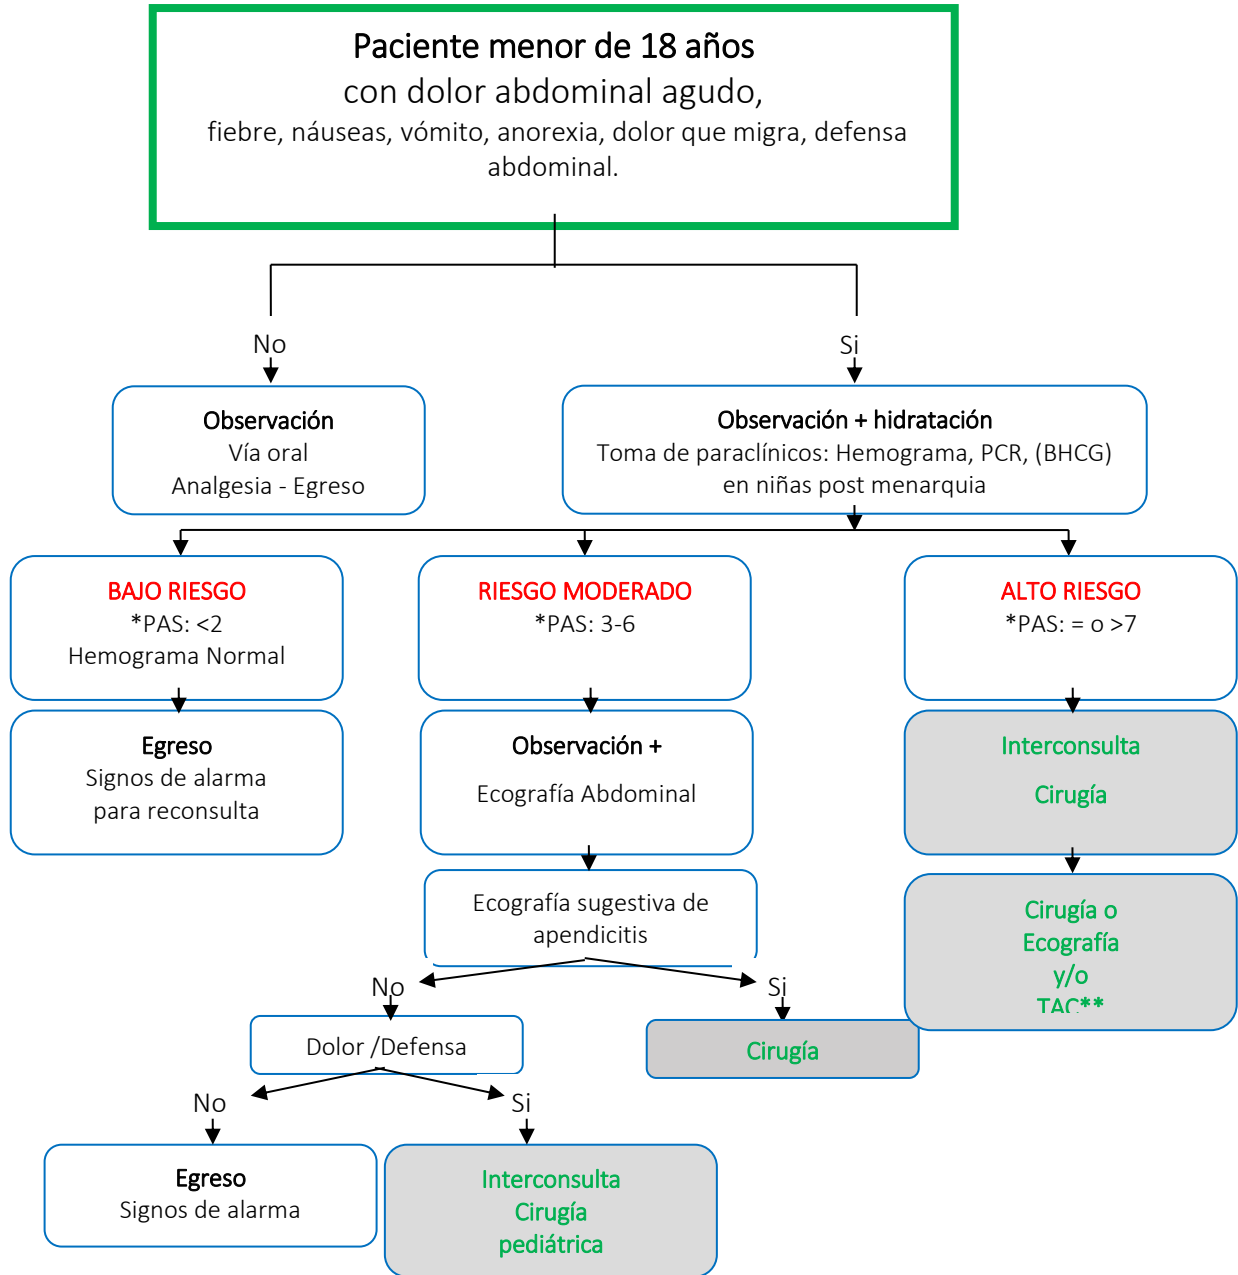 Paciente menor de 18 años
con dolor abdominal agudo,
fiebre, náuseas, vómito, anorexia, dolor que migra, defensa
abdominal.
No
Si
Observación
Vía oral
Analgesia - Egreso
Observación + hidratación
Toma de paraclínicos: Hemograma, PCR, (BHCG)
en niñas post menarquia
BAJO RIESGO
*PAS: <2
Hemograma Normal
RIESGO MODERADO
*PAS: 3-6
ALTO RIESGO
*PAS: = o >7
Egreso
Signos de alarma
para reconsulta
Observación +
Ecografía Abdominal
Interconsulta
Cirugía
Ecografía sugestiva de
apendicitis
Cirugía o
Ecografía
y/o
TAC**
No
Si
Dolor /Defensa
Cirugía
No
Si
Egreso
Signos de alarma
Interconsulta
Cirugía
pediátrica